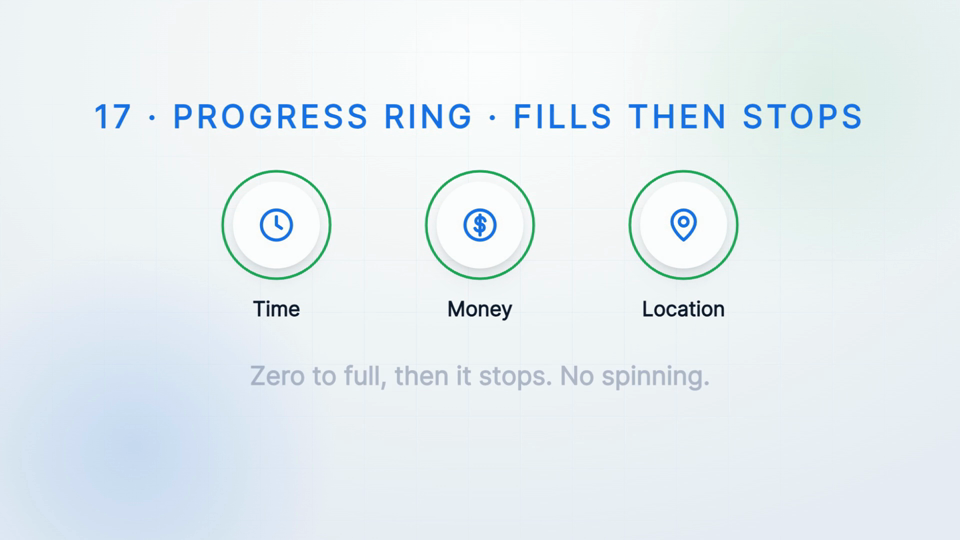 17 · PROGRESS RING · FILLS THEN STOPS
$
Time
Money
Location
Zero to full, then it stops. No spinning.